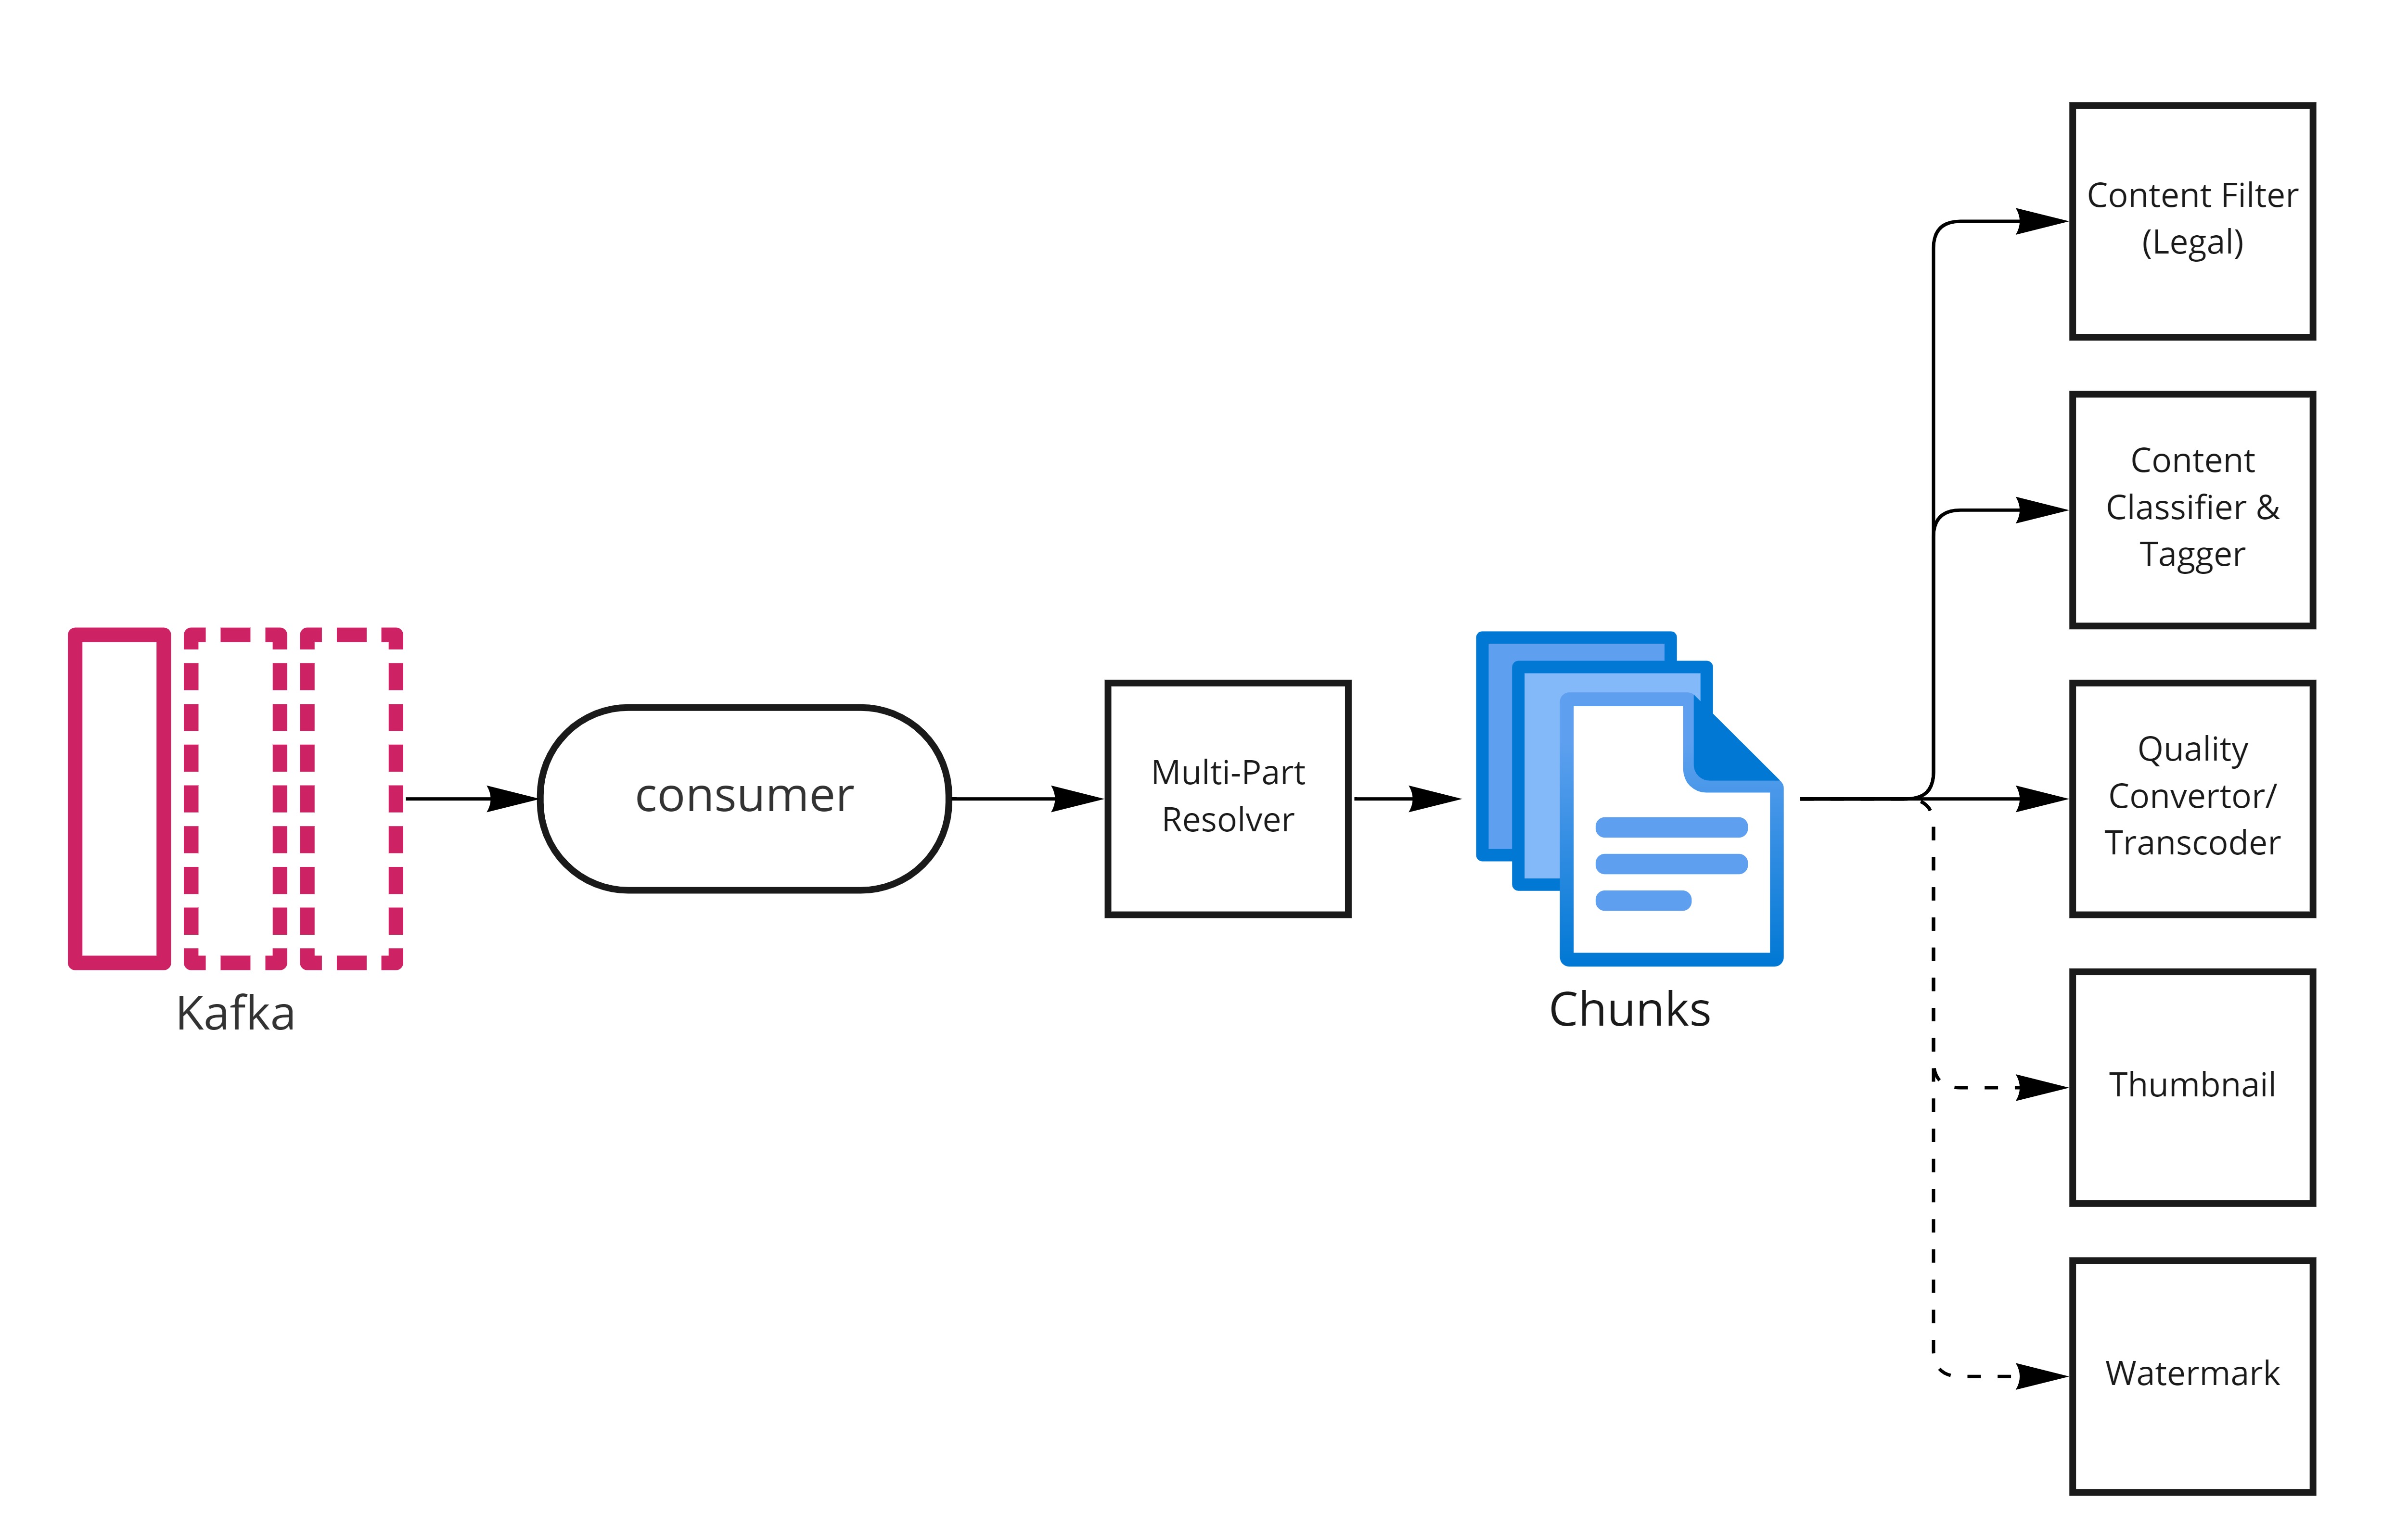 Kafka
consumer
Multi-Part
Resolver
Chunks
Content Filter
(Legal)
Content
Classifier &
Tagger
Quality
Convertor/
Transcoder
Thumbnail
Watermark